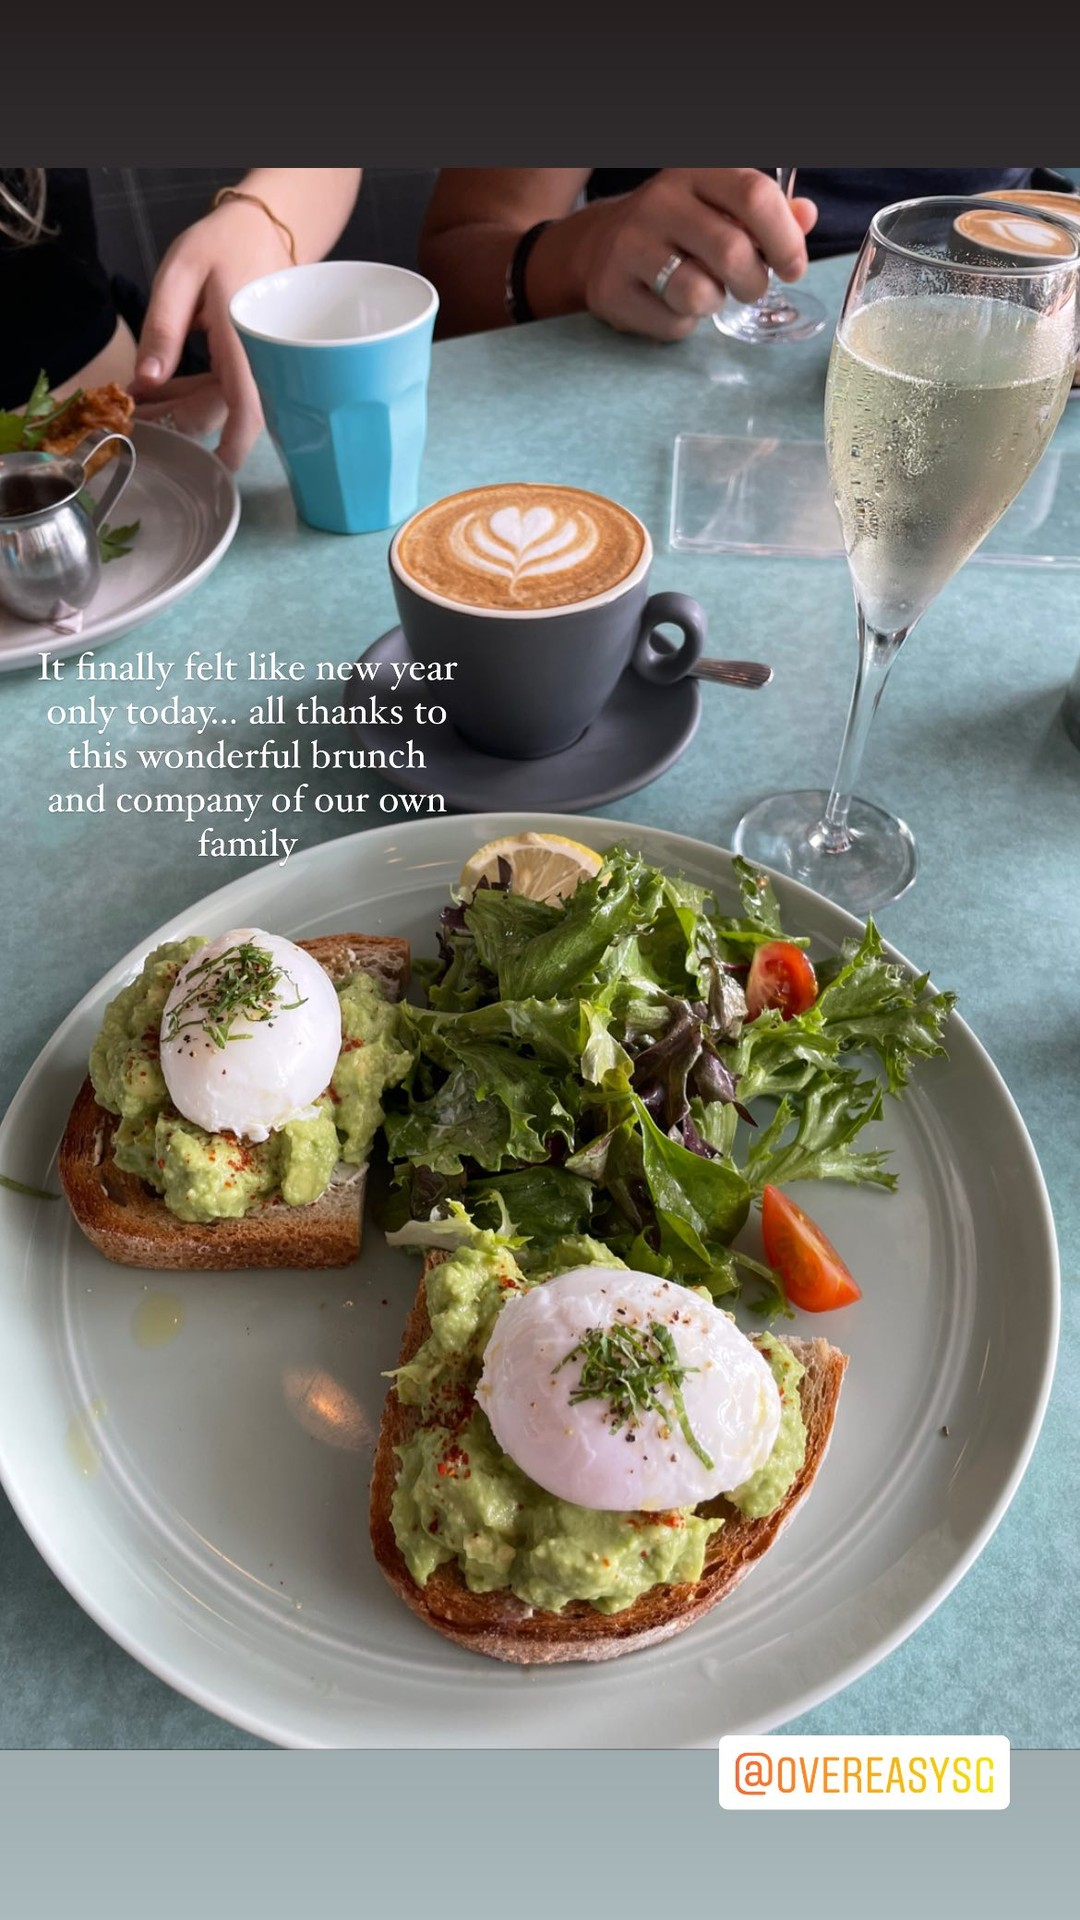 It finally felt like new year
only today... all thanks to
this wonderful brunch
and company of our own
family
@OVEREASYSG